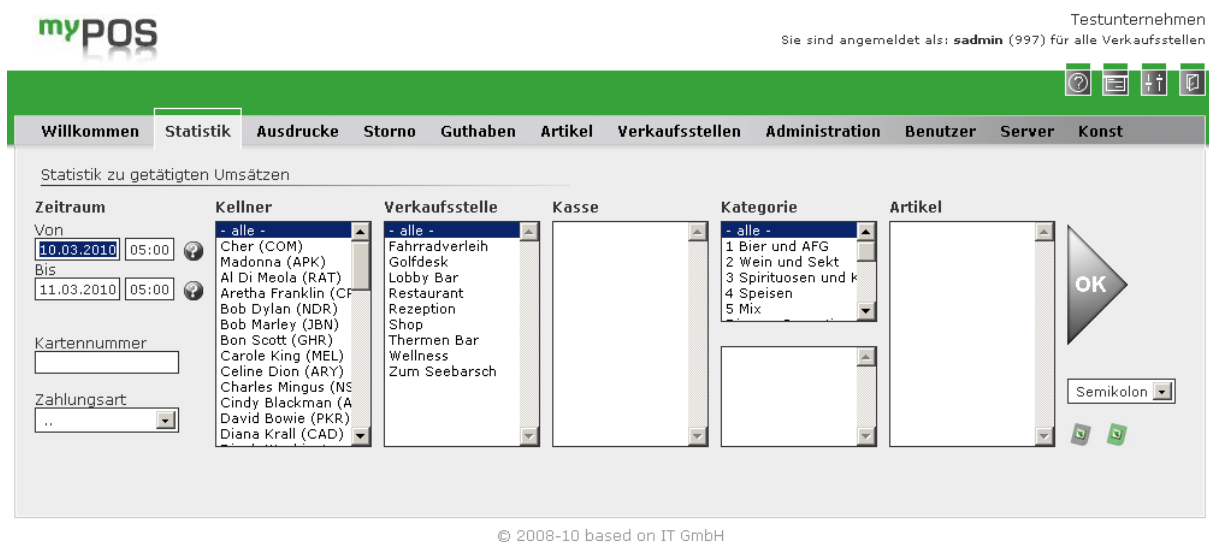 myPOS
Testunternehmen
Sie sind angemeldet als: sadmin (997) für alle Verkaufsstellen
Willkommen Statistik Ausdrucke Storno Guthaben Artikel Verkaufsstellen Administration Benutzer Server Konst
Statistik zu getätigten Umsätzen
Zeitraum
Von
10.03.2010 05:00
Bis
11.03.2010 05:00
Kartennummer
Zahlungsart
..
Kellner
- alle -
Cher (COM)
Madonna (APK)
Al Di Meola (RAT)
Aretha Franklin (CF
Bob Dylan (NDR)
Bob Marley (JBN)
Bon Scott (GHR)
Carole King (MEL)
Celine Dion (ARY)
Charles Mingus (NS
Cindy Blackman (A
David Bowie (PKR)
Diana Krall (CAD)
Verkaufsstelle
- alle -
Fahrradverleih
Golfdesk
Lobby Bar
Restaurant
Rezeption
Shop
Thermen Bar
Wellness
Zum Seebarsch
Kasse
Kategorie
- alle -
1 Bier und AFG
2 Wein und Sekt
3 Spirituosen und K
4 Speisen
5 Mix
Artikel
OK
Semikolon
© 2008-10 based on IT GmbH